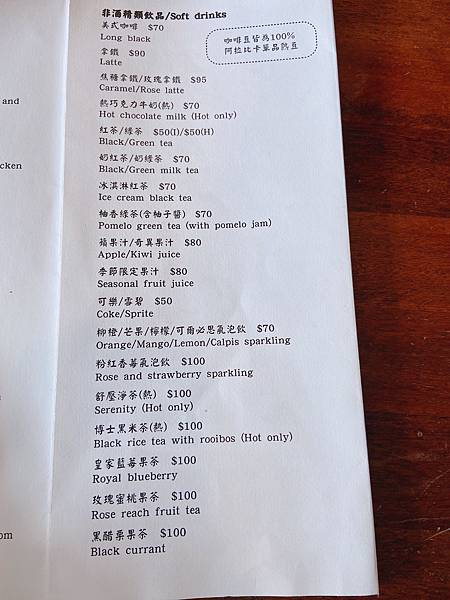 非酒精類飲品/Soft drinks
美式咖啡 $70
Long black
咖啡豆皆為100%
阿拉比卡單品熟豆
拿鐵 $90
Latte
焦糖拿鐵/玫瑰拿鐵 $95
Caramel/Rose latte
熱巧克力牛奶(熱) $70
Hot chocolate milk (Hot only)
紅茶/綠茶 $50(I)/$50(H)
Black/Green tea
奶紅茶/奶綠茶 $70
Black/Green milk tea
冰淇淋紅茶 $70
Ice cream black tea
柚香綠茶(含柚子醬) $70
Pomelo green tea (with pomelo jam)
蘋果汁/奇異果汁 $80
Apple/Kiwi juice
季節限定果汁 $80
Seasonal fruit juice
可樂/雪碧 $50
Coke/Sprite
柳橙/芒果/檸檬/可爾必思氣泡飲 $70
Orange/Mango/Lemon/Calpis sparkling
粉紅香莓氣泡飲 $100
Rose and strawberry sparkling
舒壓淨茶(熱) $100
Serenity (Hot only)
博士黑米茶(熱) $100
Black rice tea with rooibos (Hot only)
皇家藍莓果茶 $100
Royal blueberry
玫瑰蜜桃果茶 $100
Rose reach fruit tea
黑醋栗果茶 $100
Black currant
and
cken
om